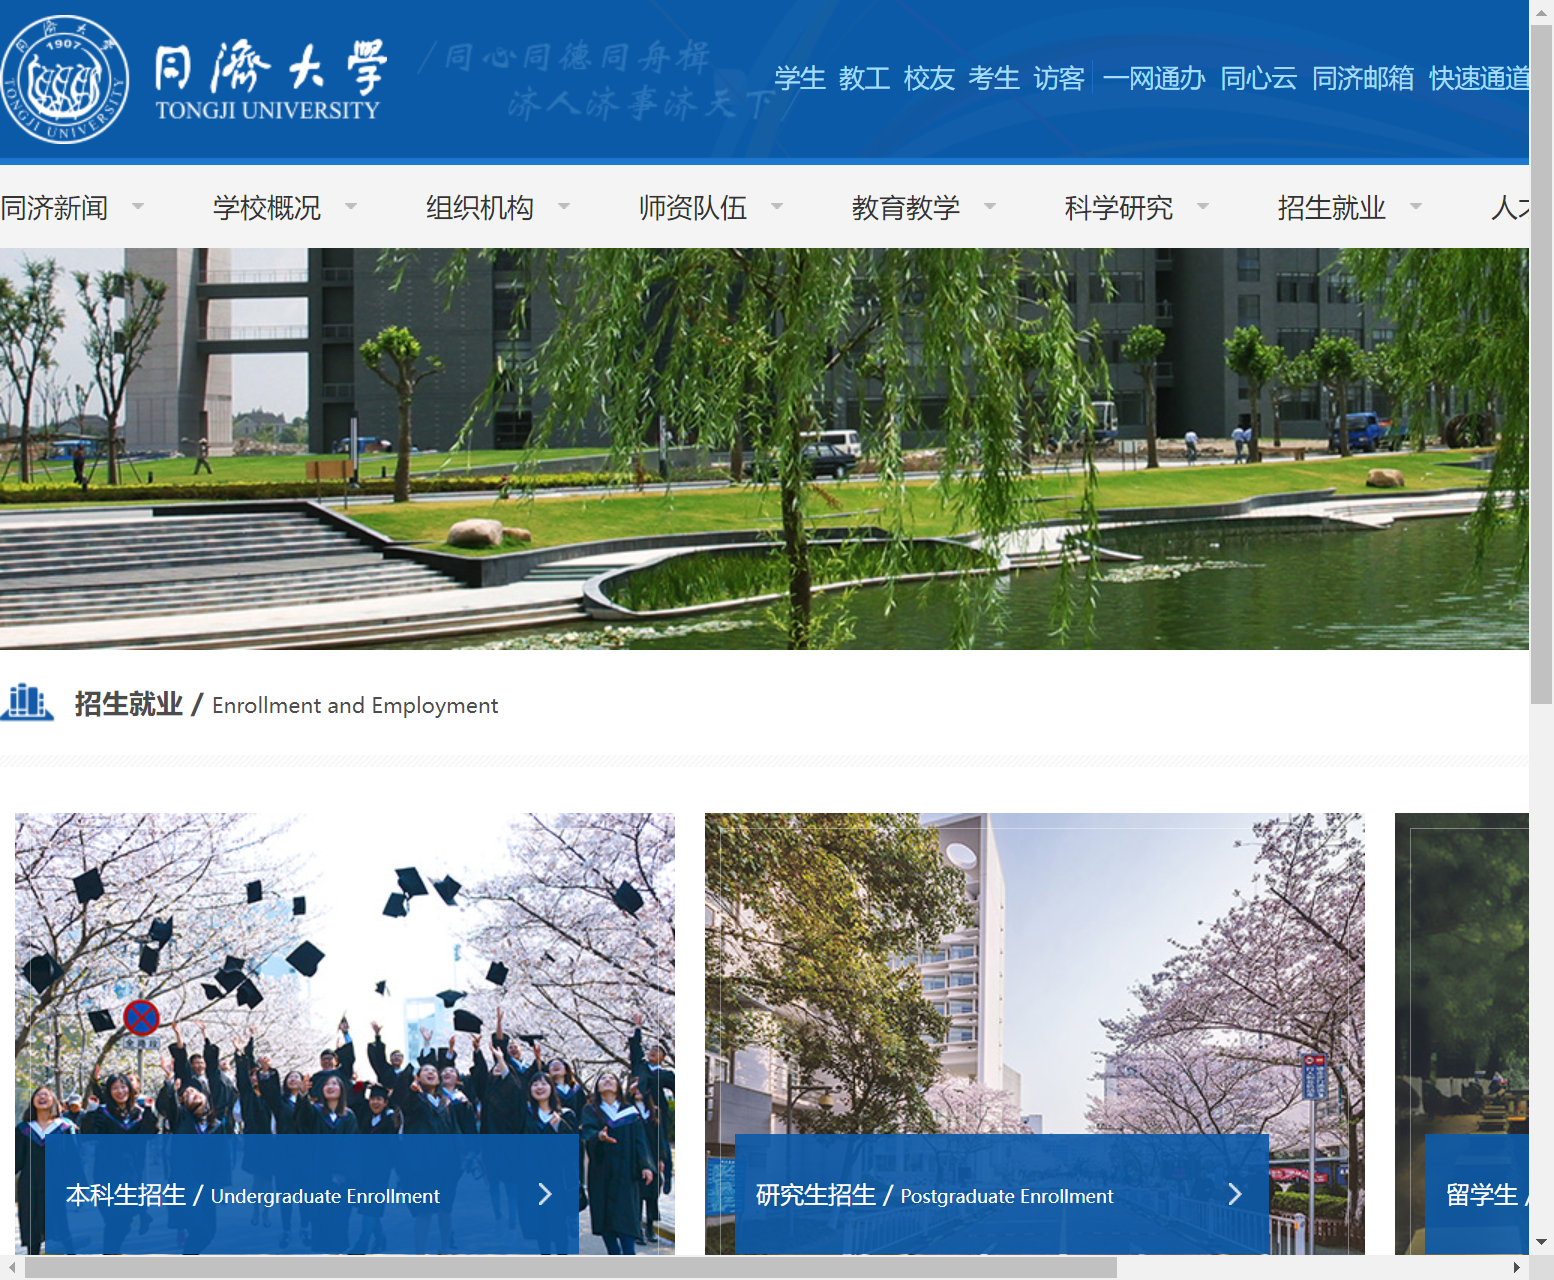 同濟大學
TONGJI UNIVERSITY
1907
TONGJI UNIVERSITY
同心同德同舟楫
济人济事济天下
学生 教工 校友 考生 访客 一网通办 同心云 同济邮箱 快速通道
同济新闻 学校概况 组织机构 师资队伍 教育教学 科学研究 招生就业 人才
招生就业 / Enrollment and Employment
本科生招生 / Undergraduate Enrollment
研究生招生 / Postgraduate Enrollment
留学生 /